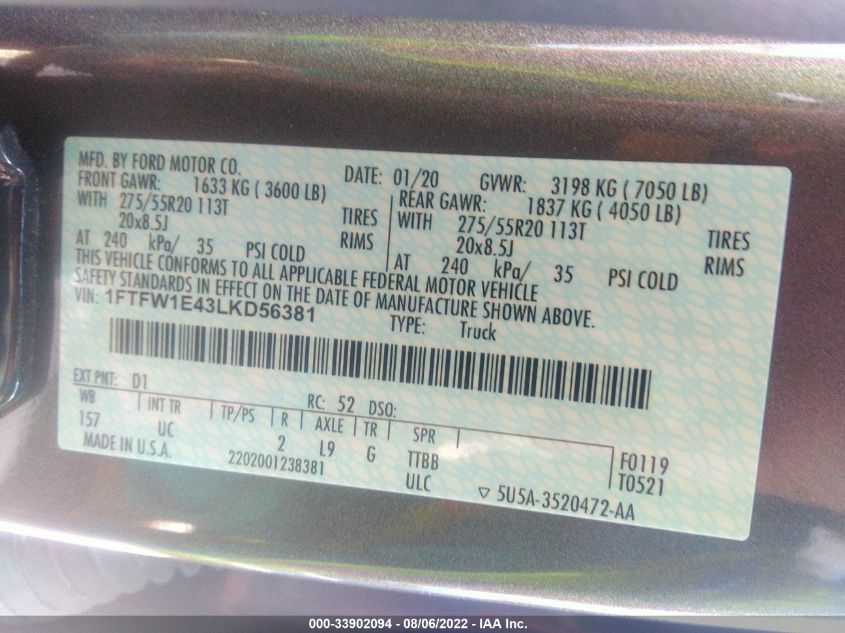 MFD. BY FORD MOTOR CO. DATE: 01/20 GVWR: 3198 KG ( 7050 LB)
FRONT GAWR: 1633 KG ( 3600 LB) REAR GAWR: 1837 KG ( 4050 LB)
WITH 275/55R20 113T TIRES WITH 275/55R20 113T TIRES
20x8.5J RIMS 20x8.5J RIMS
AT 240 kPa/ 35 PSI COLD AT 240 kPa/ 35 PSI COLD
THIS VEHICLE CONFORMS TO ALL APPLICABLE FEDERAL MOTOR VEHICLE
SAFETY STANDARDS IN EFFECT ON THE DATE OF MANUFACTURE SHOWN ABOVE.
VIN: 1FTFW1E43LKD56381 TYPE: Truck
EXT PNT: D1 RC: 52 DSO:
WB INT TR TP/PS R AXLE TR SPR
157 UC 2 L9 G TTBB F0119
MADE IN U.S.A. 2202001238381 ULC T0521
▽ 5U5A-3520472-AA
000-33902094 - 08/06/2022 - IAA Inc.